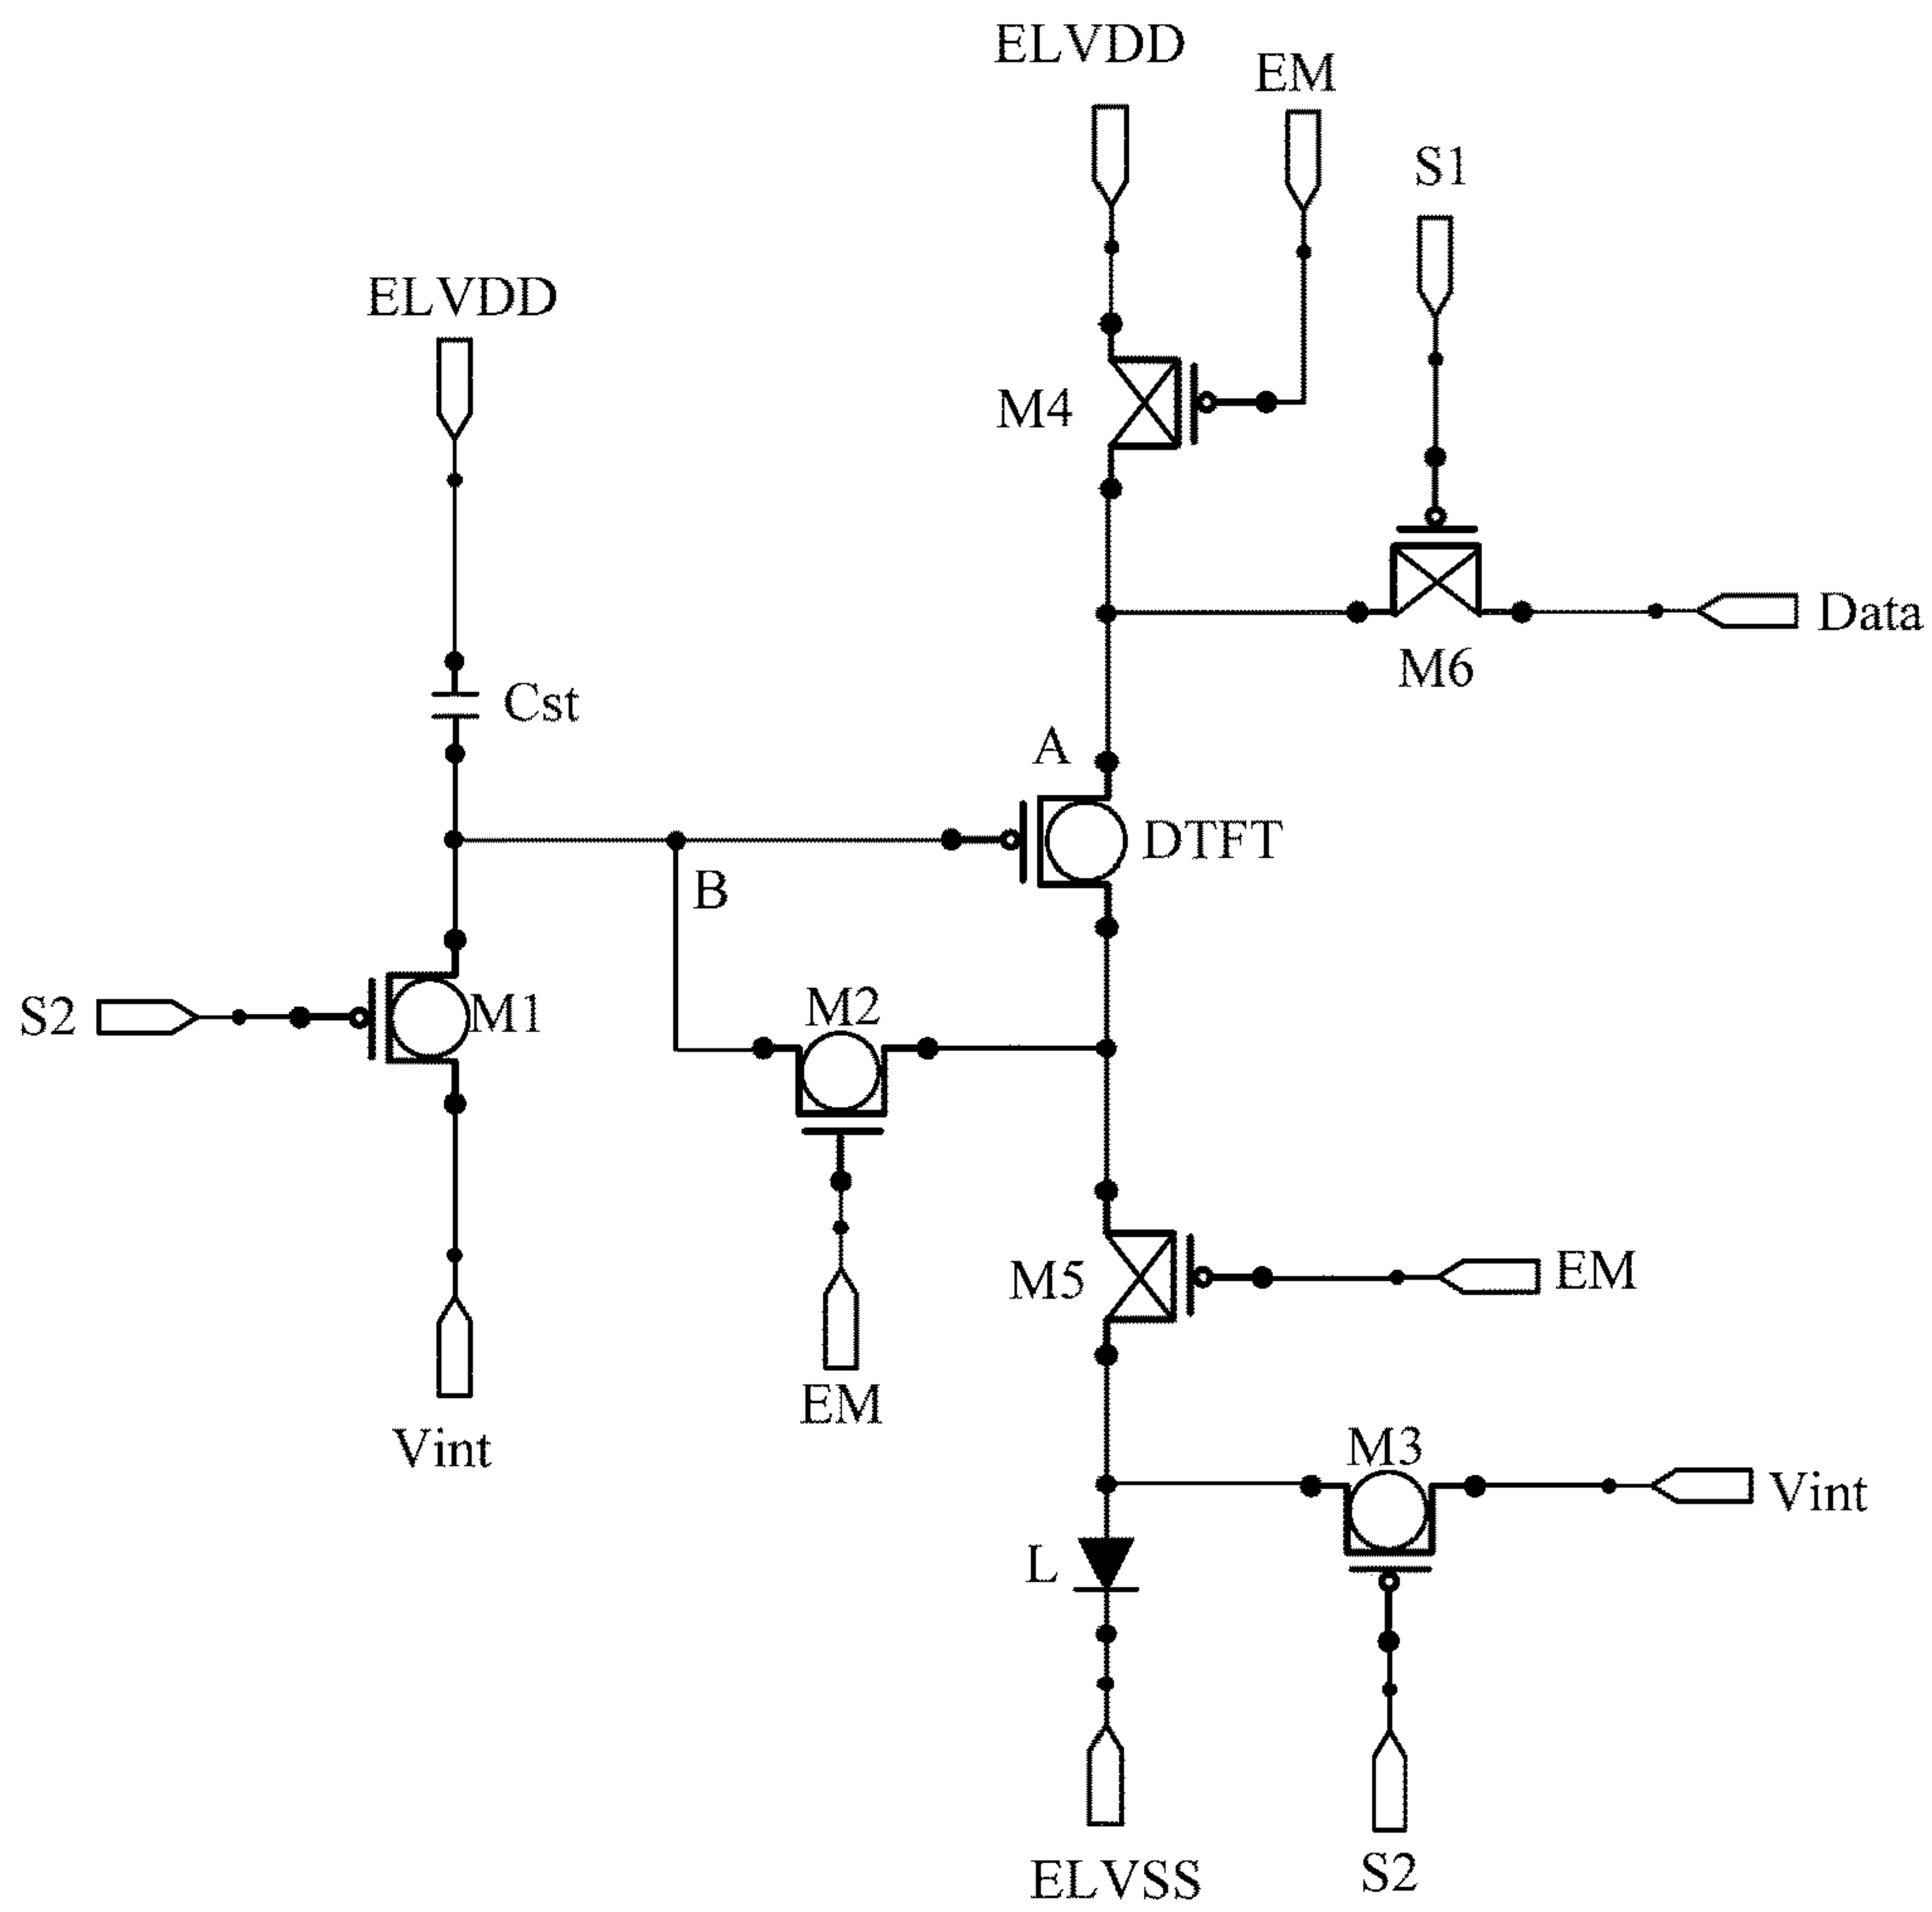 ELVDD
EM
S1
ELVDD
M4
Data
M6
Cst
A
DTFT
B
S2
M1
M2
M5
EM
EM
Vint
M3
Vint
L
ELVSS
S2